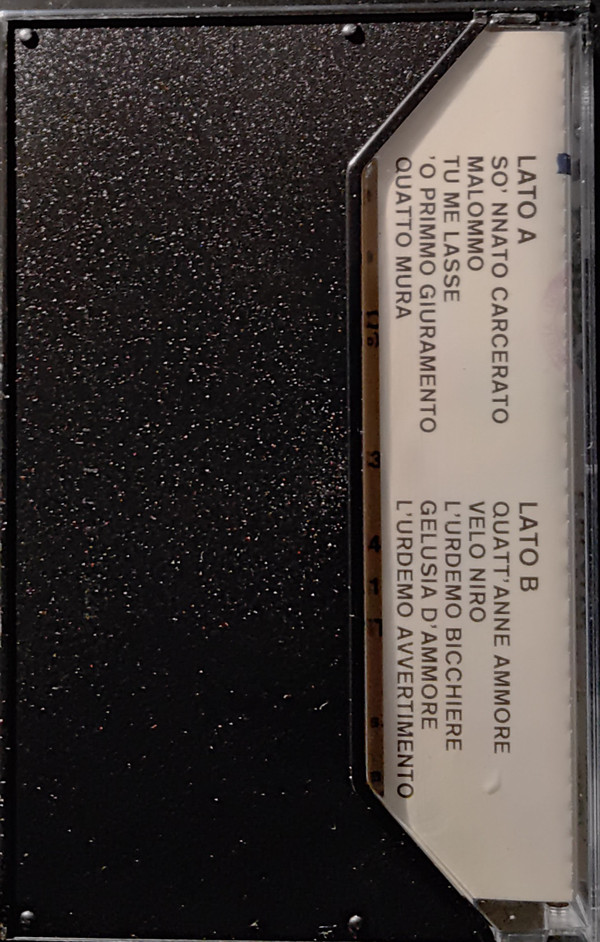 LATO A
SO' NNATO CARCERATO
MALOMMO
TU ME LASSE
'O PRIMMO GIURAMENTO
QUATTO MURA
LATO B
QUATT'ANNE AMMORE
VELO NIRO
L'URDEMO BICCHIERE
GELUSIA D'AMMORE
L'URDEMO AVVERTIMENTO